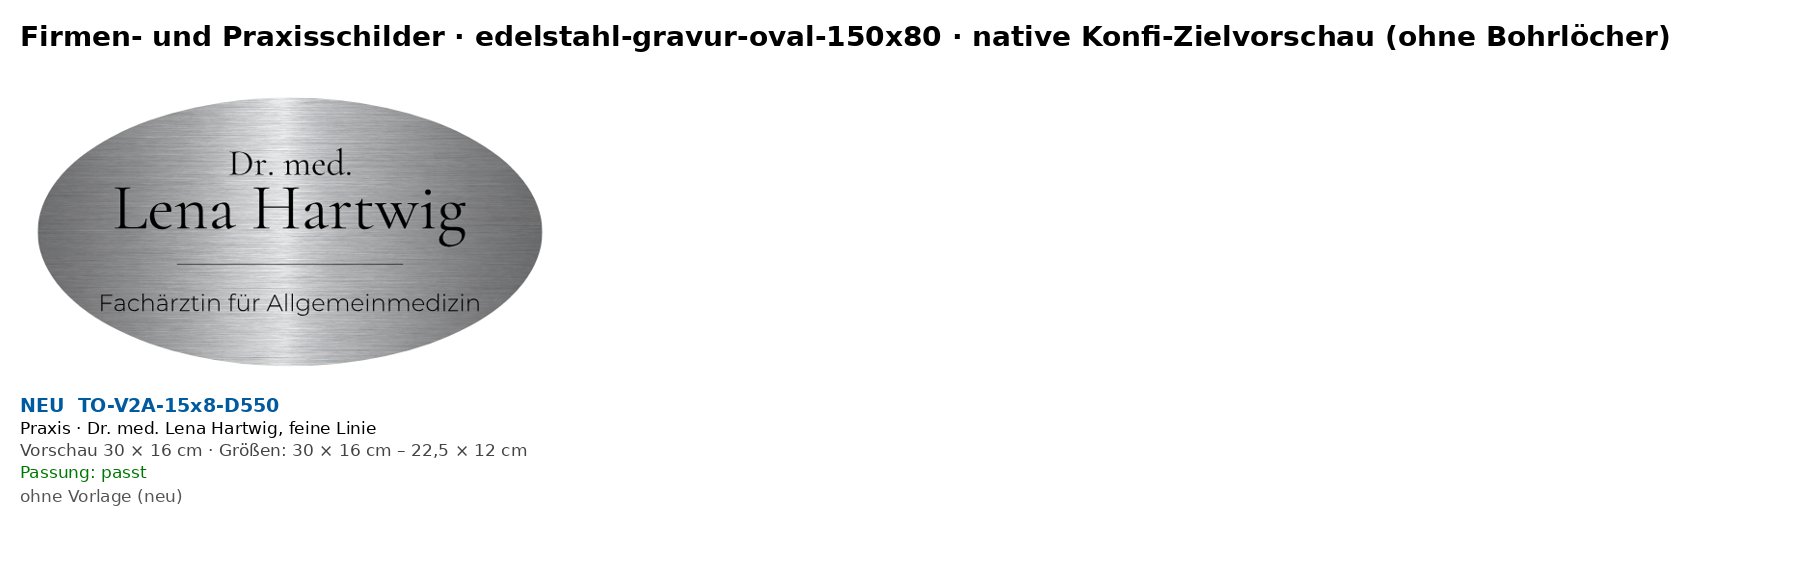 Firmen- und Praxisschilder · edelstahl-gravur-oval-150x80 · native Konfi-Zielvorschau (ohne Bohrlöcher)
Dr. med.
Lena Hartwig
Fachärztin für Allgemeinmedizin
NEU TO-V2A-15x8-D550
Praxis · Dr. med. Lena Hartwig, feine Linie
Vorschau 30 × 16 cm · Größen: 30 × 16 cm – 22,5 × 12 cm
Passung: passt
ohne Vorlage (neu)